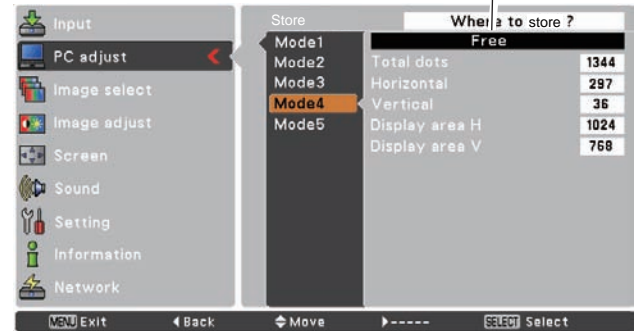 Input
PC adjust
Image select
Image adjust
Screen
Sound
Setting
Information
Network
Store
Mode1
Mode2
Mode3
Mode4
Mode5
Where to store ?
Free
Total dots 1344
Horizontal 297
Vertical 36
Display area H 1024
Display area V 768
MENU Exit Back Move ----- SELECT Select